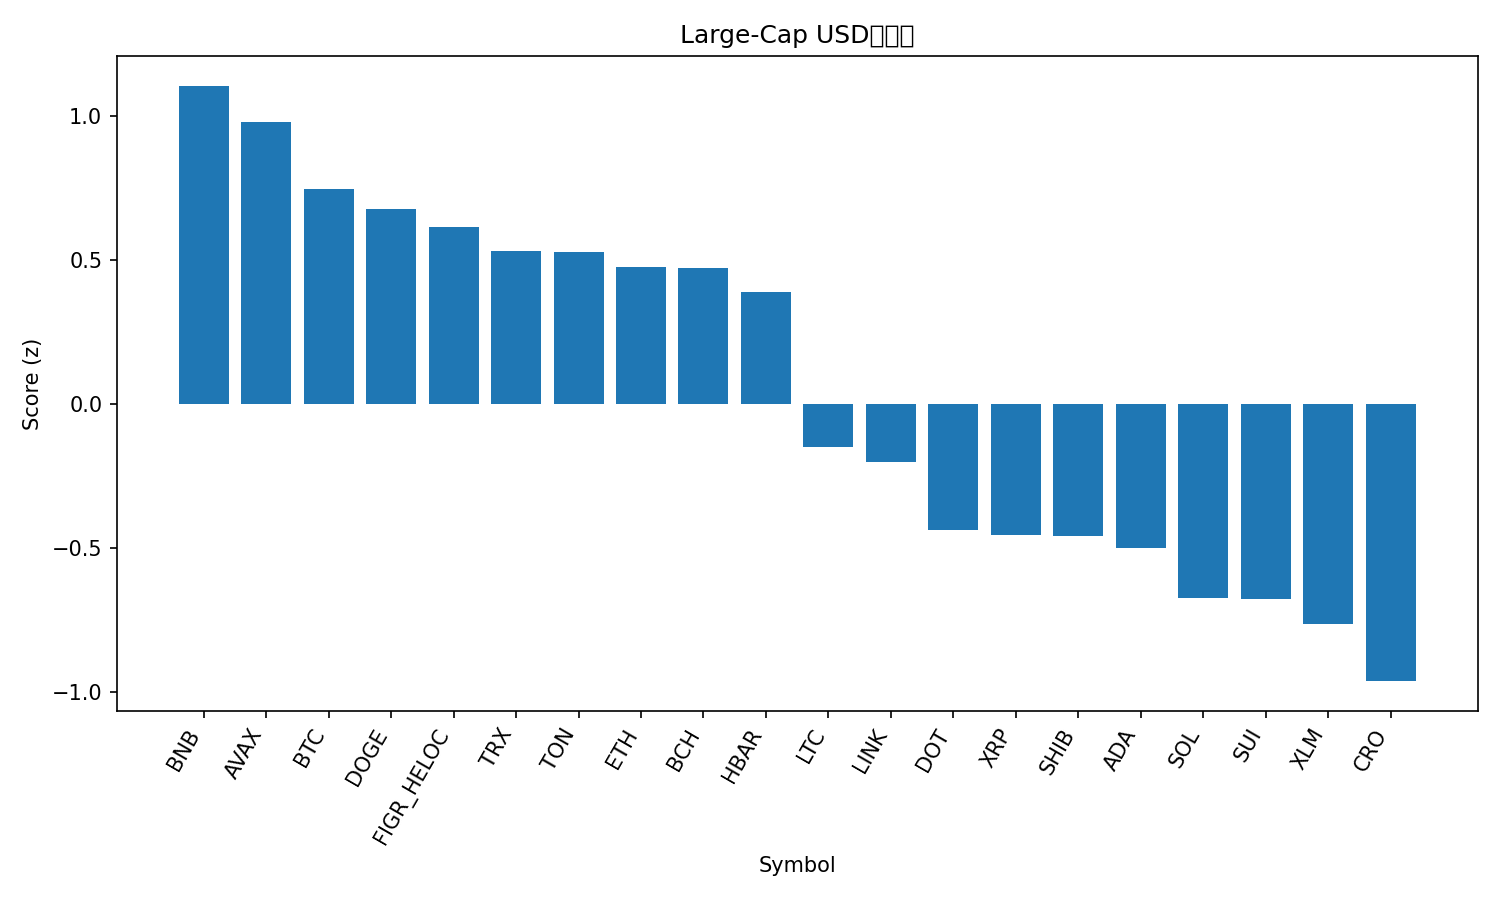 Large-Cap USD
1.0
0.5
0.0
−0.5
−1.0
Score (z)
BNB
AVAX
BTC
DOGE
FIGR_HELOC
TRX
TON
ETH
BCH
HBAR
LTC
LINK
DOT
XRP
SHIB
ADA
SOL
SUI
XLM
CRO
Symbol